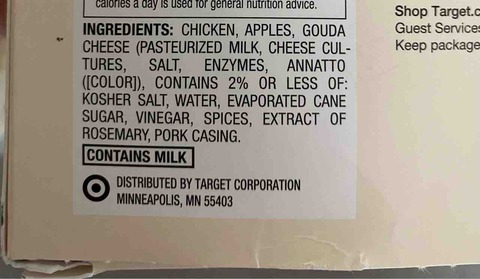 calories a day is used for general nutrition advice.
INGREDIENTS: CHICKEN, APPLES, GOUDA
CHEESE (PASTEURIZED MILK, CHEESE CUL-
TURES, SALT, ENZYMES, ANNATTO
([COLOR]), CONTAINS 2% OR LESS OF:
KOSHER SALT, WATER, EVAPORATED CANE
SUGAR, VINEGAR, SPICES, EXTRACT OF
ROSEMARY, PORK CASING.
CONTAINS MILK
DISTRIBUTED BY TARGET CORPORATION
MINNEAPOLIS, MN 55403
Shop Target.c
Guest Services
Keep package